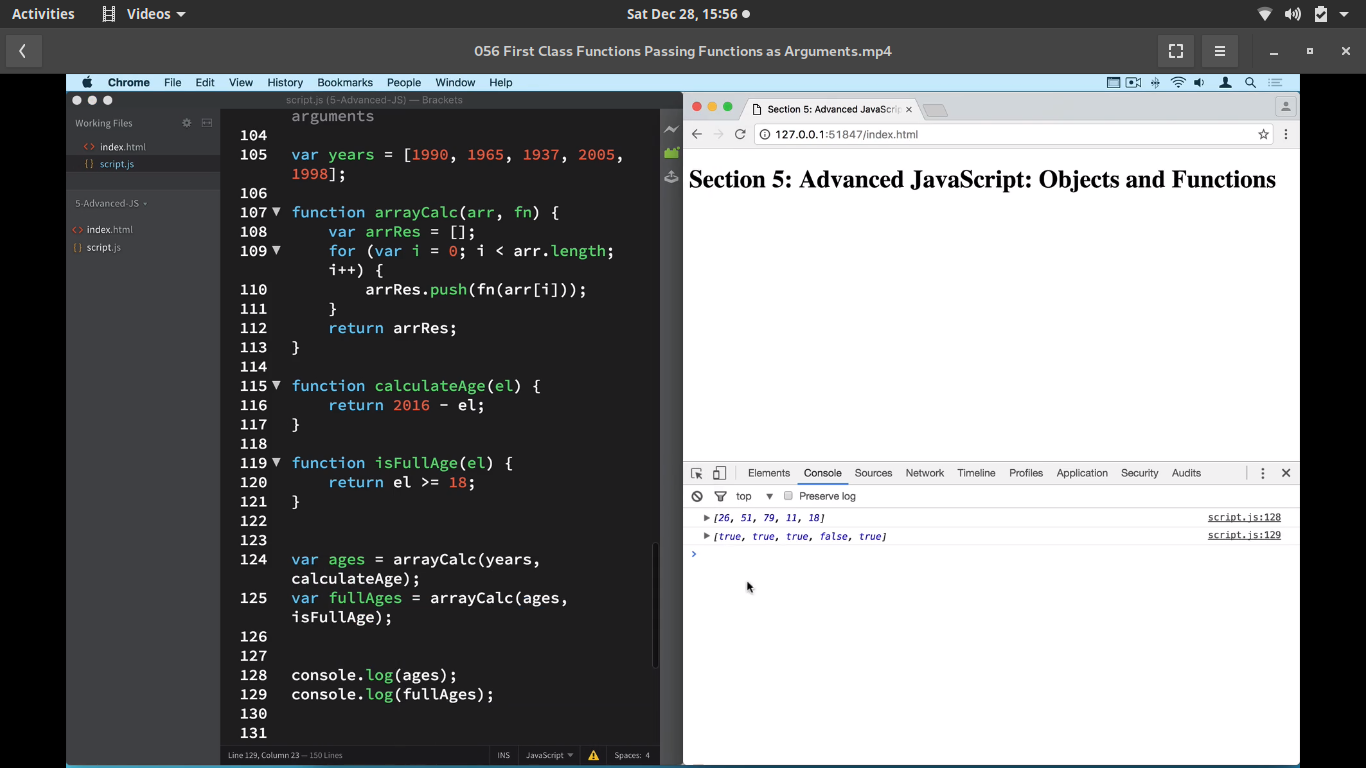 Activities Videos Sat Dec 28, 15:56
056 First Class Functions Passing Functions as Arguments.mp4
Chrome File Edit View History Bookmarks People Window Help
script.js (5-Advanced-JS) — Brackets
Working Files
index.html
script.js
5-Advanced-JS
index.html
script.js
arguments
104
105 var years = [1990, 1965, 1937, 2005,
1998];
106
107 function arrayCalc(arr, fn) {
108 var arrRes = [];
109 for (var i = 0; i < arr.length;
i++) {
110 arrRes.push(fn(arr[i]));
111 }
112 return arrRes;
113 }
114
115 function calculateAge(el) {
116 return 2016 - el;
117 }
118
119 function isFullAge(el) {
120 return el >= 18;
121 }
122
123
124 var ages = arrayCalc(years,
calculateAge);
125 var fullAges = arrayCalc(ages,
isFullAge);
126
127
128 console.log(ages);
129 console.log(fullAges);
130
131
Line 129, Column 23 — 150 Lines INS JavaScript Spaces: 4
Section 5: Advanced JavaScri
127.0.0.1:51847/index.html
Section 5: Advanced JavaScript: Objects and Functions
Elements Console Sources Network Timeline Profiles Application Security Audits
top Preserve log
[26, 51, 79, 11, 18] script.js:128
[true, true, true, false, true] script.js:129